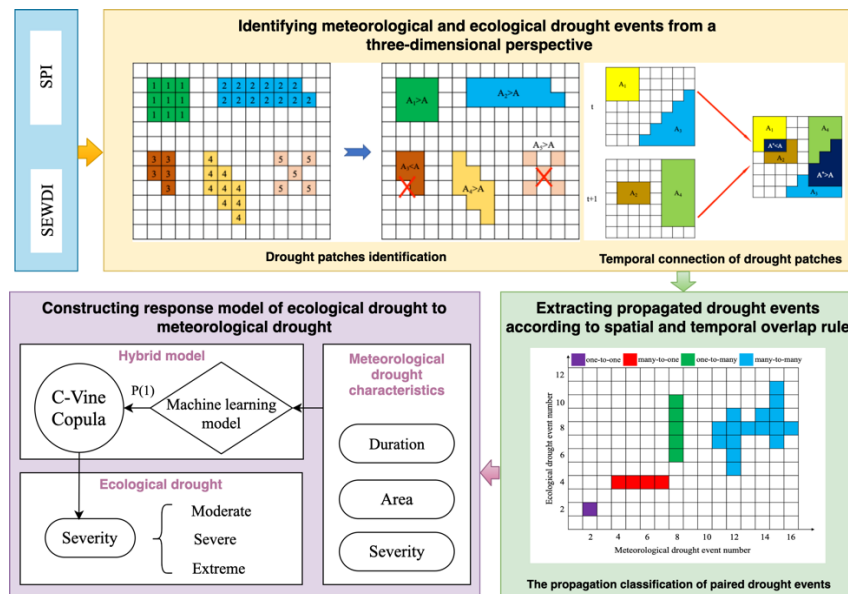 SPI
SEWDI
Identifying meteorological and ecological drought events from a
three-dimensional perspective
1 1 1
1 1 1
1 1 1
1 1 1
2 2 2 2 2 2
2 2 2 2 2 2 2
3 3
3 3
3
4
4 4
4 4
4 4
4
5 5
5
5 5
A₁>A
A₂>A
A₃<A
A₄>A
A₅>A
Drought patches identification
t
t+1
A₁
A₃
A₂
A₄
A₁
A₄
A*<A
A₂
A*>A
A₃
Temporal connection of drought patches
Constructing response model of ecological drought to
meteorological drought
Hybrid model
C-Vine
Copula
P(1)
Machine learning
model
Meteorological
drought
characteristics
Duration
Area
Severity
Ecological drought
Severity
Moderate
Severe
Extreme
Extracting propagated drought events
according to spatial and temporal overlap rule
one-to-one many-to-one one-to-many many-to-many
Ecological drought event number
12
10
8
6
4
2
2 4 6 8 10 12 14 16
Meteorological drought event number
The propagation classification of paired drought events